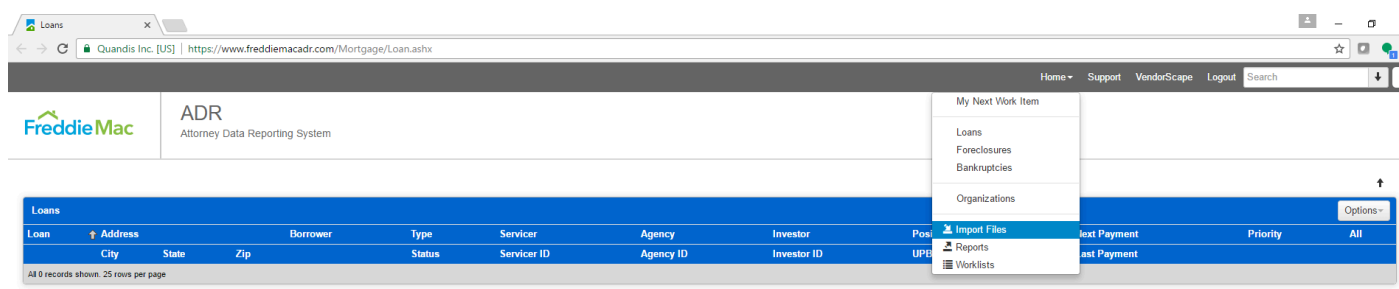 Loans
Quandis Inc. [US] | https://www.freddiemacadr.com/Mortgage/Loan.ashx
Home Support VendorScape Logout Search
My Next Work Item
Freddie Mac
ADR
Attorney Data Reporting System
Loans
Foreclosures
Bankruptcies
Organizations
Loans Options
Import Files
Loan Address Borrower Type Servicer Agency Investor Next Payment Priority All
Reports
City State Zip Status Servicer ID Agency ID Investor ID UPB Last Payment
Worklists
All 0 records shown. 25 rows per page